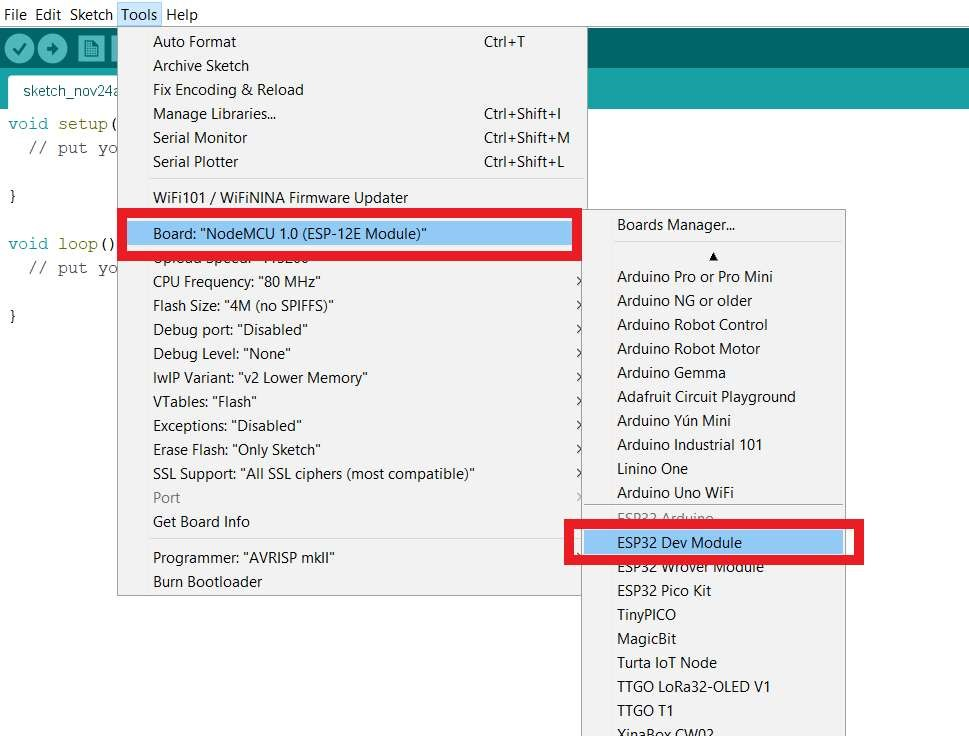 File Edit Sketch Tools Help
sketch_nov24a
void setup(
// put yo
}
void loop()
// put yo
}
Auto Format Ctrl+T
Archive Sketch
Fix Encoding & Reload
Manage Libraries... Ctrl+Shift+I
Serial Monitor Ctrl+Shift+M
Serial Plotter Ctrl+Shift+L
WiFi101 / WiFiNINA Firmware Updater
Board: "NodeMCU 1.0 (ESP-12E Module)"
Upload Speed: "115200"
CPU Frequency: "80 MHz"
Flash Size: "4M (no SPIFFS)"
Debug port: "Disabled"
Debug Level: "None"
lwIP Variant: "v2 Lower Memory"
VTables: "Flash"
Exceptions: "Disabled"
Erase Flash: "Only Sketch"
SSL Support: "All SSL ciphers (most compatible)"
Port
Get Board Info
Programmer: "AVRISP mkII"
Burn Bootloader
Boards Manager...
Arduino Pro or Pro Mini
Arduino NG or older
Arduino Robot Control
Arduino Robot Motor
Arduino Gemma
Adafruit Circuit Playground
Arduino Yún Mini
Arduino Industrial 101
Linino One
Arduino Uno WiFi
ESP32 Arduino
ESP32 Dev Module
ESP32 Wrover Module
ESP32 Pico Kit
TinyPICO
MagicBit
Turta IoT Node
TTGO LoRa32-OLED V1
TTGO T1
XinaBox CW02